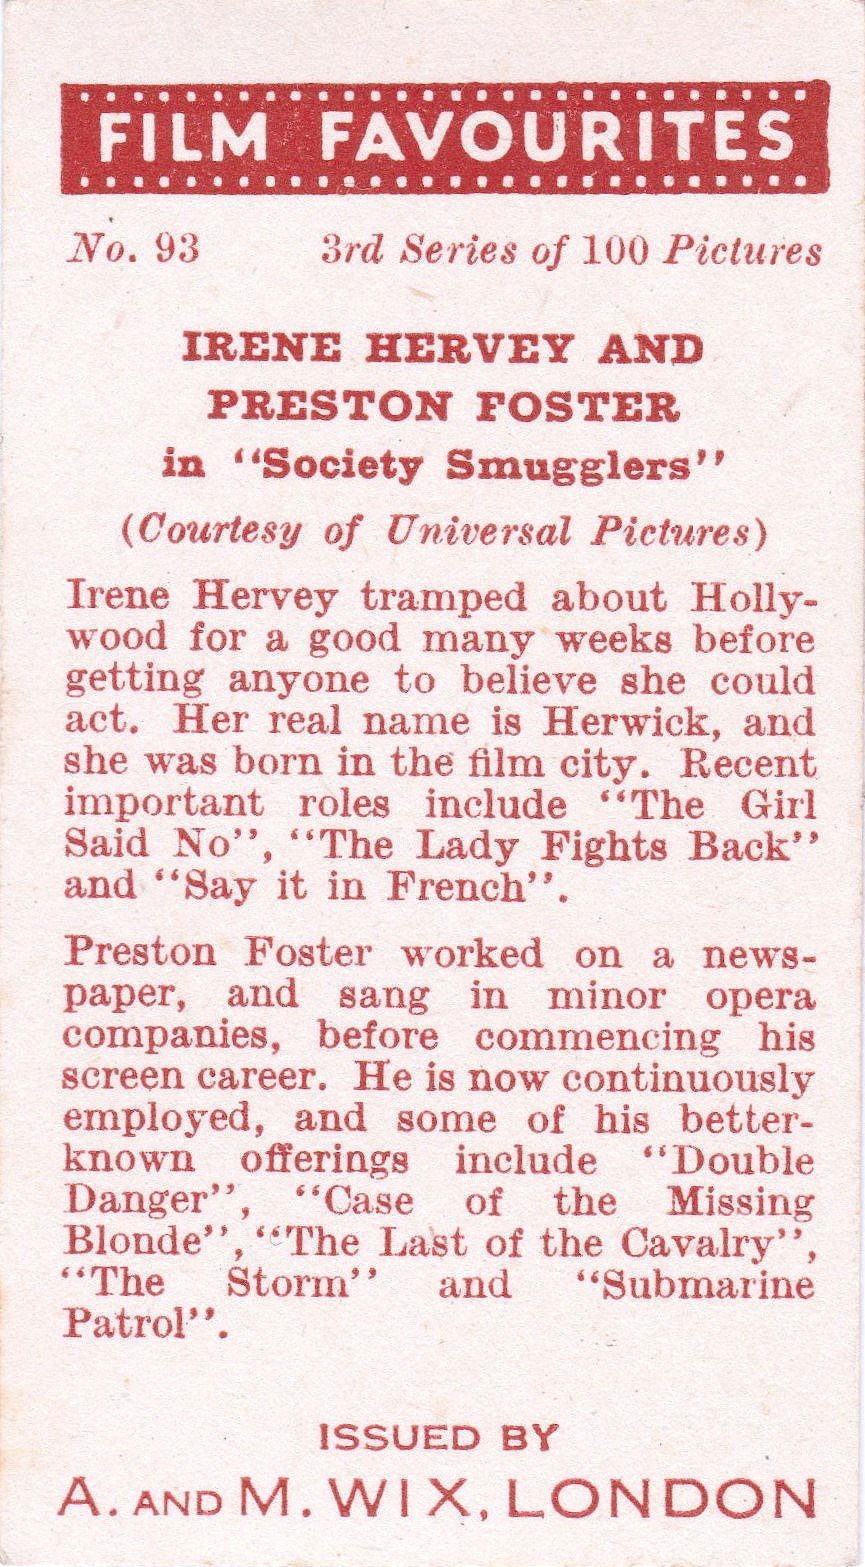 FILM FAVOURITES
No. 93 3rd Series of 100 Pictures
IRENE HERVEY AND
PRESTON FOSTER
in "Society Smugglers"
(Courtesy of Universal Pictures)
Irene Hervey tramped about Holly-
wood for a good many weeks before
getting anyone to believe she could
act. Her real name is Herwick, and
she was born in the film city. Recent
important roles include "The Girl
Said No", "The Lady Fights Back"
and "Say it in French".
Preston Foster worked on a news-
paper, and sang in minor opera
companies, before commencing his
screen career. He is now continuously
employed, and some of his better-
known offerings include "Double
Danger", "Case of the Missing
Blonde", "The Last of the Cavalry",
"The Storm" and "Submarine
Patrol".
ISSUED BY
A. AND M. WIX, LONDON